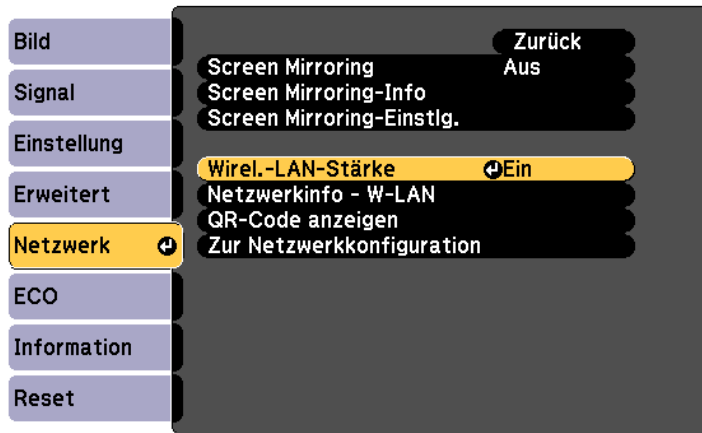 Bild
Signal
Einstellung
Erweitert
Netzwerk
ECO
Information
Reset
Zurück
Screen Mirroring Aus
Screen Mirroring-Info
Screen Mirroring-Einstlg.
Wirel.-LAN-Stärke Ein
Netzwerkinfo - W-LAN
QR-Code anzeigen
Zur Netzwerkkonfiguration